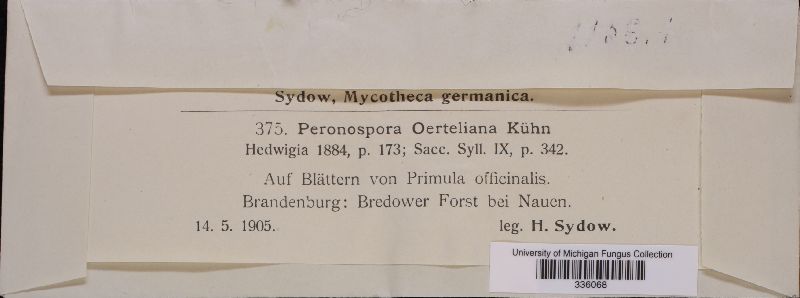 Sydow, Mycotheca germanica.
375. Peronospora Oerteliana Kühn
Hedwigia 1884, p. 173; Sacc. Syll. IX, p. 342.
Auf Blättern von Primula officinalis.
Brandenburg: Bredower Forst bei Nauen.
14. 5. 1905. leg. H. Sydow.
University of Michigan Fungus Collection
336068